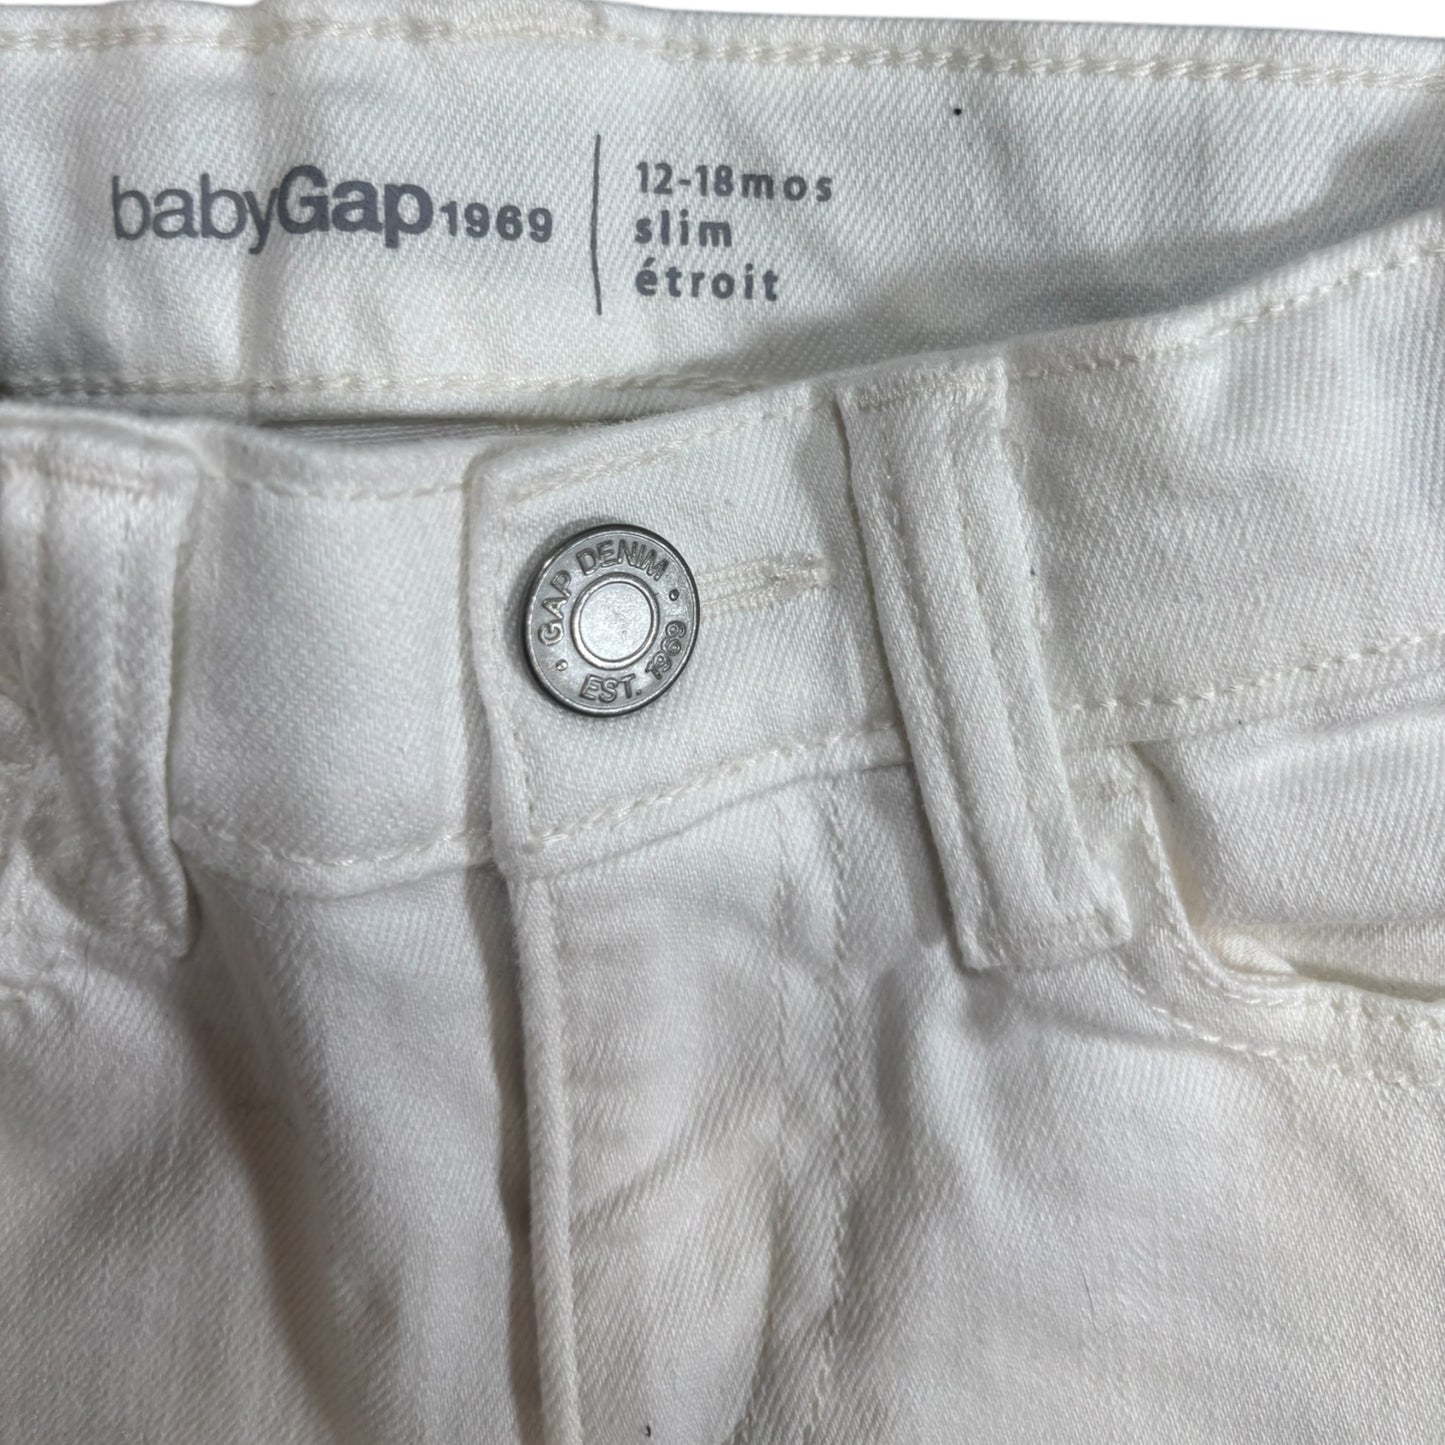 babyGap1969
12-18mos
slim
étroit
GAP DENIM
EST. 1969